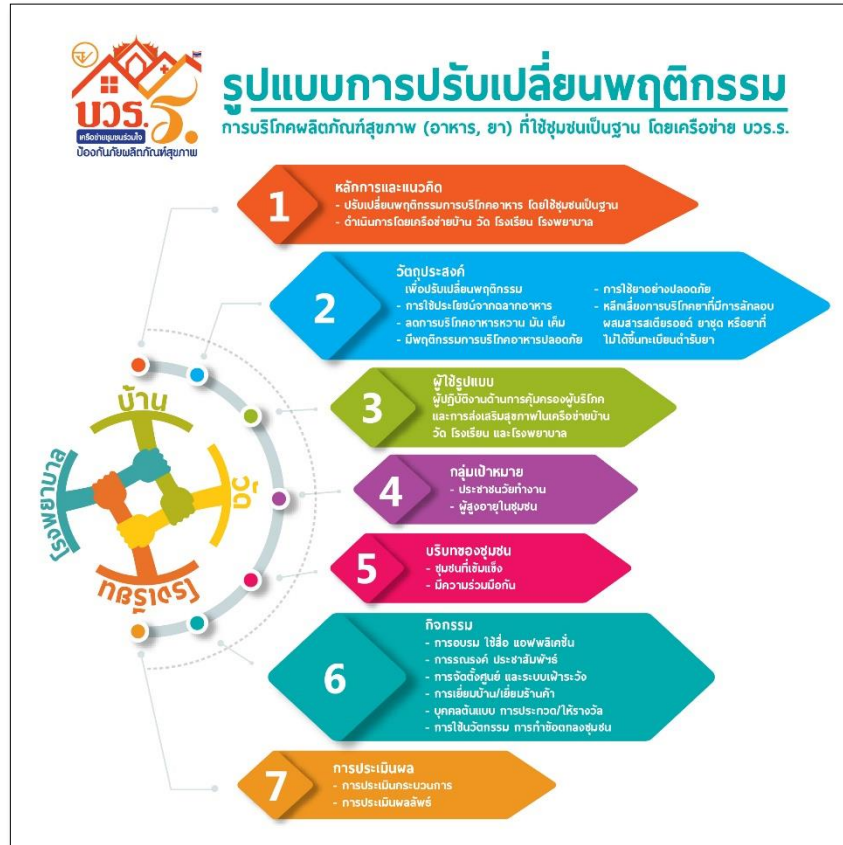 บวร.ร.
เครือข่ายชุมชนร่วมใจ
ป้องกันภัยผลิตภัณฑ์สุขภาพ
รูปแบบการปรับเปลี่ยนพฤติกรรม
การบริโภคผลิตภัณฑ์สุขภาพ (อาหาร, ยา) ที่ใช้ชุมชนเป็นฐาน โดยเครือข่าย บวร.ร.
1
หลักการและแนวคิด
- ปรับเปลี่ยนพฤติกรรมการบริโภคอาหาร โดยใช้ชุมชนเป็นฐาน
- ดำเนินการโดยเครือข่ายบ้าน วัด โรงเรียน โรงพยาบาล
2
วัตถุประสงค์
เพื่อปรับเปลี่ยนพฤติกรรม
- การใช้ประโยชน์จากฉลากอาหาร
- ลดการบริโภคอาหารหวาน มัน เค็ม
- มีพฤติกรรมการบริโภคอาหารปลอดภัย
- การใช้ยาอย่างปลอดภัย
- หลีกเลี่ยงการบริโภคยาที่มีการลักลอบ
ผสมสารสเตียรอยด์ ยาชุด หรือยาที่
ไม่ได้ขึ้นทะเบียนตำรับยา
3
ผู้ใช้รูปแบบ
ผู้ปฏิบัติงานด้านการคุ้มครองผู้บริโภค
และการส่งเสริมสุขภาพในเครือข่ายบ้าน
วัด โรงเรียน และโรงพยาบาล
4
กลุ่มเป้าหมาย
- ประชาชนวัยทำงาน
- ผู้สูงอายุในชุมชน
5
บริบทของชุมชน
- ชุมชนที่เข้มแข็ง
- มีความร่วมมือกัน
6
กิจกรรม
- การอบรม ใช้สื่อ แอฟพลิเคชั่น
- การรณรงค์ ประชาสัมพันธ์
- การจัดตั้งศูนย์ และระบบเฝ้าระวัง
- การเยี่ยมบ้าน/เยี่ยมร้านค้า
- บุคคลต้นแบบ การประกวด/ให้รางวัล
- การใช้นวัตกรรม การทำข้อตกลงชุมชน
7
การประเมินผล
- การประเมินกระบวนการ
- การประเมินผลลัพธ์
บ้าน
วัด
โรงเรียน
โรงพยาบาล